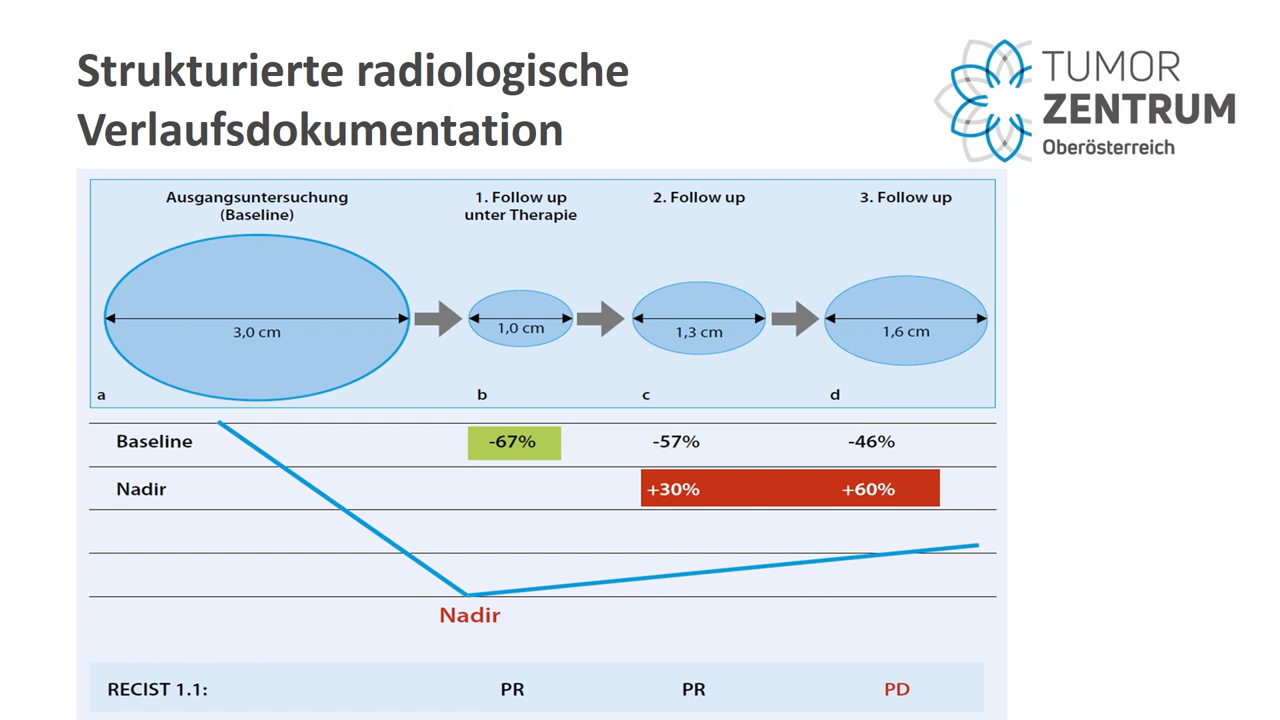 Strukturierte radiologische
Verlaufsdokumentation
TUMOR
ZENTRUM
Oberösterreich
Ausgangsuntersuchung
(Baseline)
1. Follow up
unter Therapie
2. Follow up
3. Follow up
3,0 cm
1,0 cm
1,3 cm
1,6 cm
a
b
c
d
Baseline -67% -57% -46%
Nadir +30% +60%
Nadir
RECIST 1.1: PR PR PD